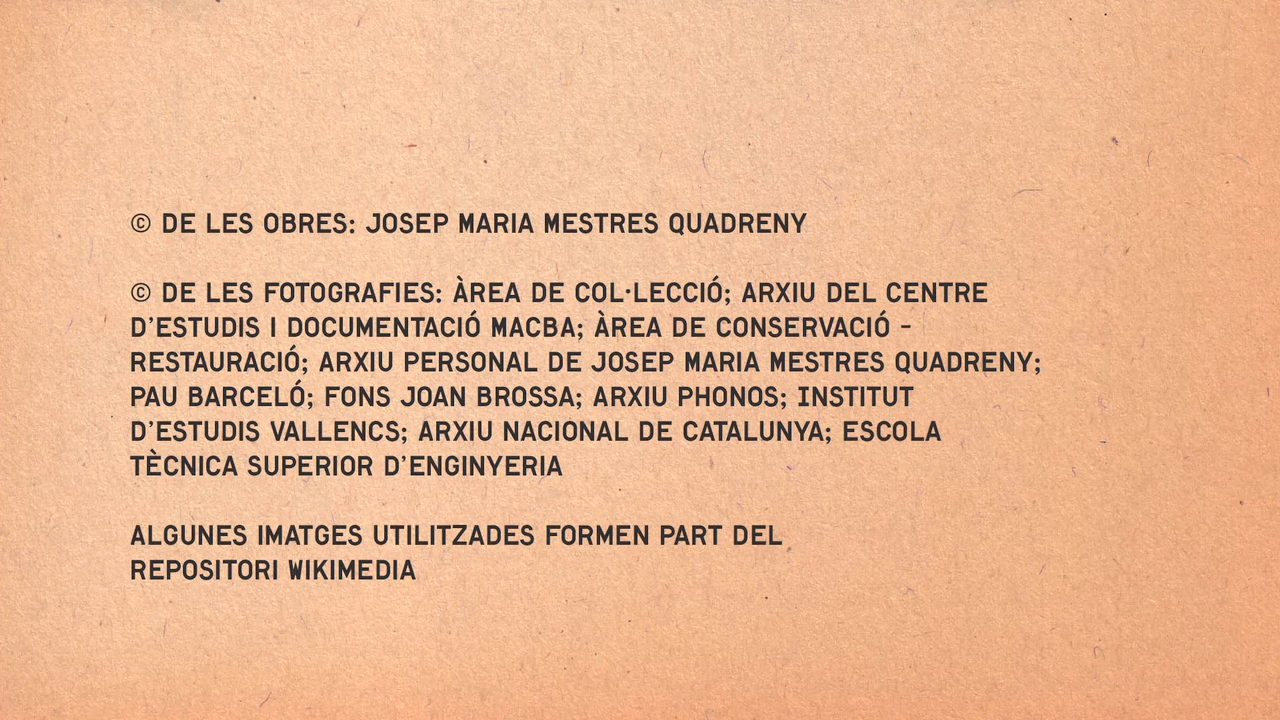 © DE LES OBRES: JOSEP MARIA MESTRES QUADRENY
© DE LES FOTOGRAFIES: ÀREA DE COL·LECCIÓ; ARXIU DEL CENTRE
D'ESTUDIS I DOCUMENTACIÓ MACBA; ÀREA DE CONSERVACIÓ -
RESTAURACIÓ; ARXIU PERSONAL DE JOSEP MARIA MESTRES QUADRENY;
PAU BARCELÓ; FONS JOAN BROSSA; ARXIU PHONOS; INSTITUT
D'ESTUDIS VALLENCS; ARXIU NACIONAL DE CATALUNYA; ESCOLA
TÈCNICA SUPERIOR D'ENGINYERIA
ALGUNES IMATGES UTILITZADES FORMEN PART DEL
REPOSITORI WIKIMEDIA